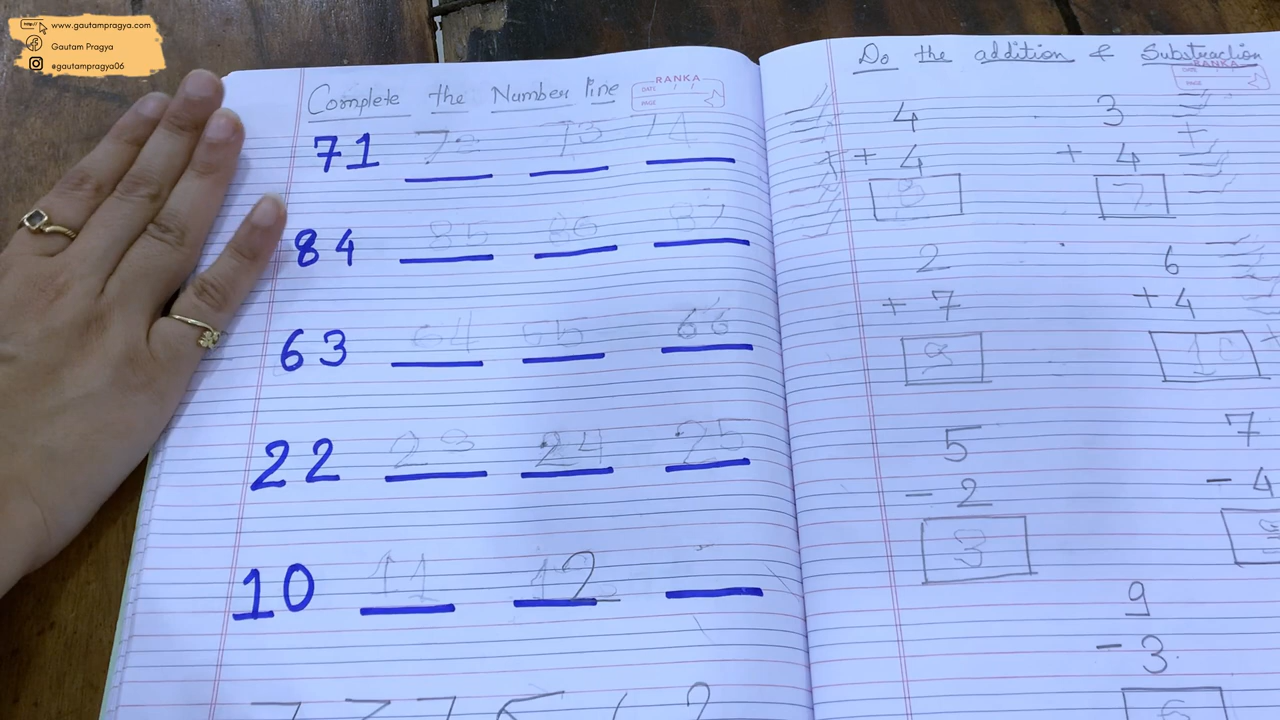 www.gautampragya.com
Gautam Pragya
@gautampragya06
Complete the Number line
RANKA
DATE / /
PAGE
71 72 73 74
84 85 86 87
63 64 65 66
22 23 24 25
10 11 12
Do the addition & Substraction
RANKA
DATE / /
PAGE
4 3
+ + 4 + 4
8 7
2 6
+ 7 + 4
9 10
5 7
- 2 - 4
3 3
9
- 3
6